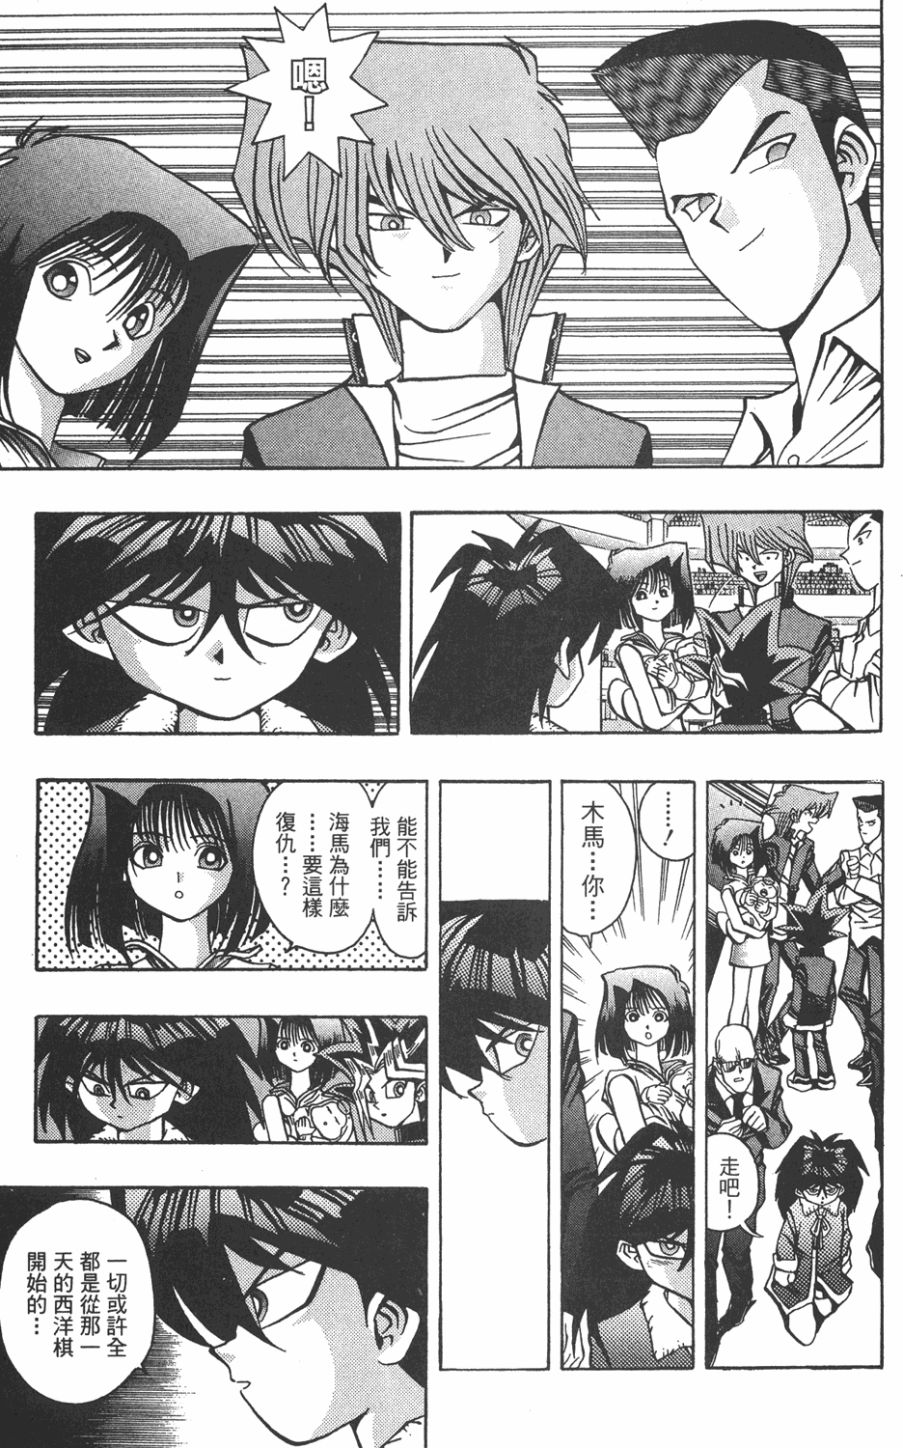 嗯！
走吧！
……！
木馬…你…
能不能告訴
我們……
海馬為什麼
……要這樣
復仇…？
一切或許全
都是從那一
天的西洋棋
開始的…